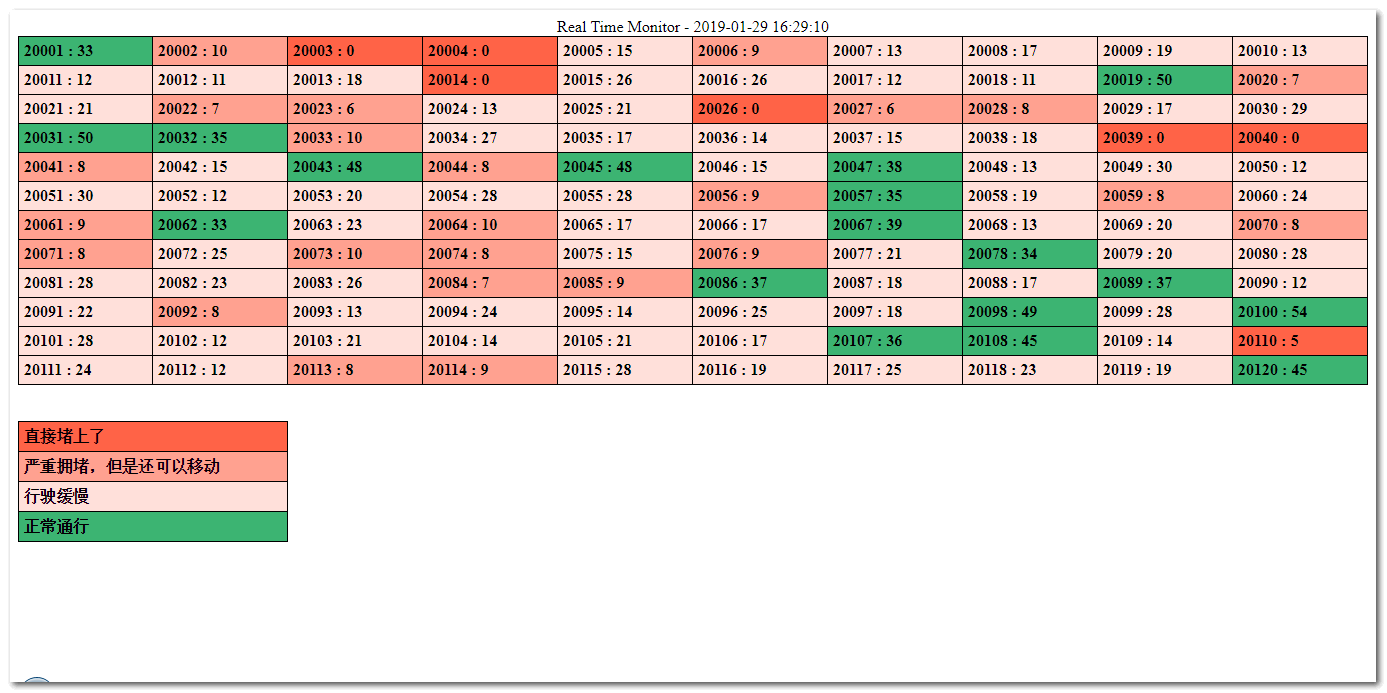 Real Time Monitor - 2019-01-29 16:29:10
20001 : 33 20002 : 10 20003 : 0 20004 : 0 20005 : 15 20006 : 9 20007 : 13 20008 : 17 20009 : 19 20010 : 13
20011 : 12 20012 : 11 20013 : 18 20014 : 0 20015 : 26 20016 : 26 20017 : 12 20018 : 11 20019 : 50 20020 : 7
20021 : 21 20022 : 7 20023 : 6 20024 : 13 20025 : 21 20026 : 0 20027 : 6 20028 : 8 20029 : 17 20030 : 29
20031 : 50 20032 : 35 20033 : 10 20034 : 27 20035 : 17 20036 : 14 20037 : 15 20038 : 18 20039 : 0 20040 : 0
20041 : 8 20042 : 15 20043 : 48 20044 : 8 20045 : 48 20046 : 15 20047 : 38 20048 : 13 20049 : 30 20050 : 12
20051 : 30 20052 : 12 20053 : 20 20054 : 28 20055 : 28 20056 : 9 20057 : 35 20058 : 19 20059 : 8 20060 : 24
20061 : 9 20062 : 33 20063 : 23 20064 : 10 20065 : 17 20066 : 17 20067 : 39 20068 : 13 20069 : 20 20070 : 8
20071 : 8 20072 : 25 20073 : 10 20074 : 8 20075 : 15 20076 : 9 20077 : 21 20078 : 34 20079 : 20 20080 : 28
20081 : 28 20082 : 23 20083 : 26 20084 : 7 20085 : 9 20086 : 37 20087 : 18 20088 : 17 20089 : 37 20090 : 12
20091 : 22 20092 : 8 20093 : 13 20094 : 24 20095 : 14 20096 : 25 20097 : 18 20098 : 49 20099 : 28 20100 : 54
20101 : 28 20102 : 12 20103 : 21 20104 : 14 20105 : 21 20106 : 17 20107 : 36 20108 : 45 20109 : 14 20110 : 5
20111 : 24 20112 : 12 20113 : 8 20114 : 9 20115 : 28 20116 : 19 20117 : 25 20118 : 23 20119 : 19 20120 : 45
直接堵上了
严重拥堵，但是还可以移动
行驶缓慢
正常通行